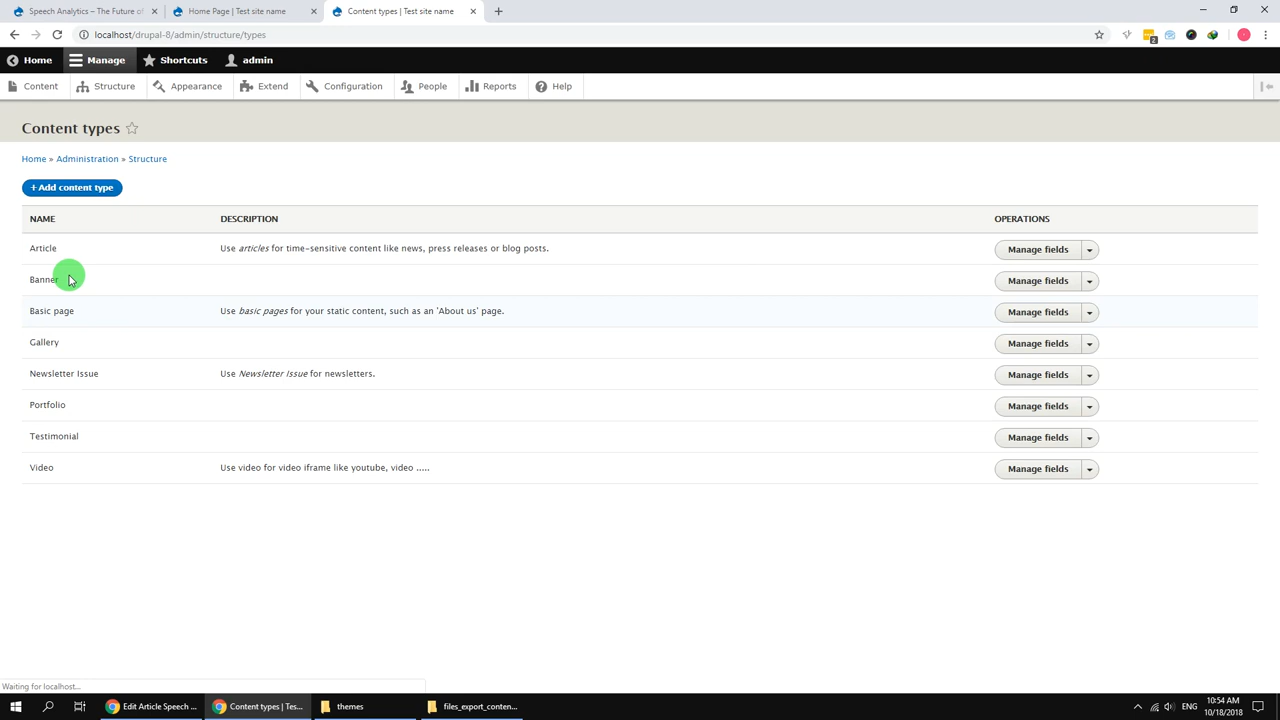 Speech Analytics – The Future of
Home Page | Test site name
Content types | Test site name
localhost/drupal-8/admin/structure/types
2
Home
Manage
Shortcuts
admin
Content
Structure
Appearance
Extend
Configuration
People
Reports
Help
Content types
Home » Administration » Structure
+ Add content type
NAME DESCRIPTION OPERATIONS
Article Use articles for time-sensitive content like news, press releases or blog posts. Manage fields
Banner Manage fields
Basic page Use basic pages for your static content, such as an 'About us' page. Manage fields
Gallery Manage fields
Newsletter Issue Use Newsletter Issue for newsletters. Manage fields
Portfolio Manage fields
Testimonial Manage fields
Video Use video for video iframe like youtube, video ..... Manage fields
Waiting for localhost...
Edit Article Speech ...
Content types | Tes...
themes
files_export_conten...
ENG
10:54 AM
10/18/2018